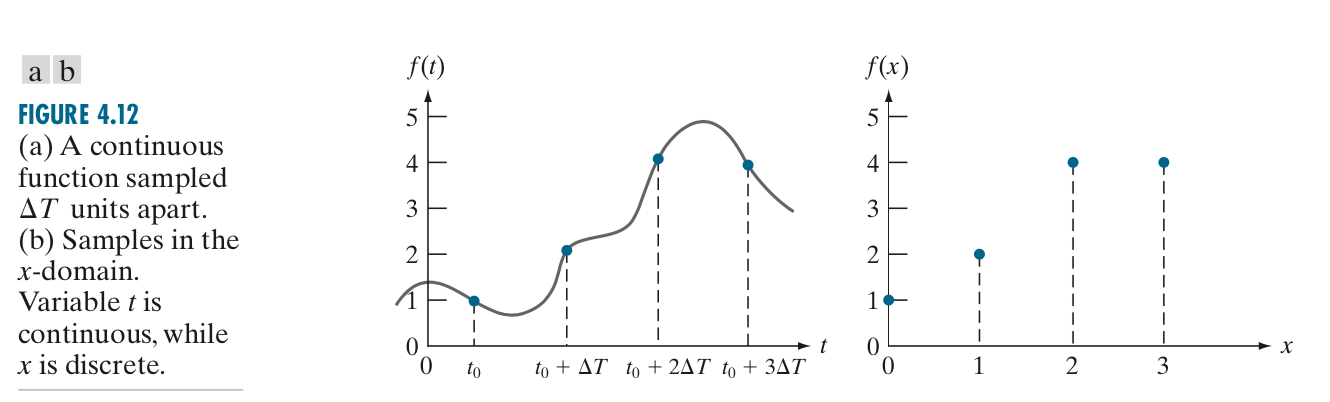 a b
FIGURE 4.12
(a) A continuous
function sampled
ΔT units apart.
(b) Samples in the
x-domain.
Variable t is
continuous, while
x is discrete.
f(t)
5
4
3
2
1
0
0 t₀ t₀ + ΔT t₀ + 2ΔT t₀ + 3ΔT
t
f(x)
5
4
3
2
1
0
0 1 2 3
x